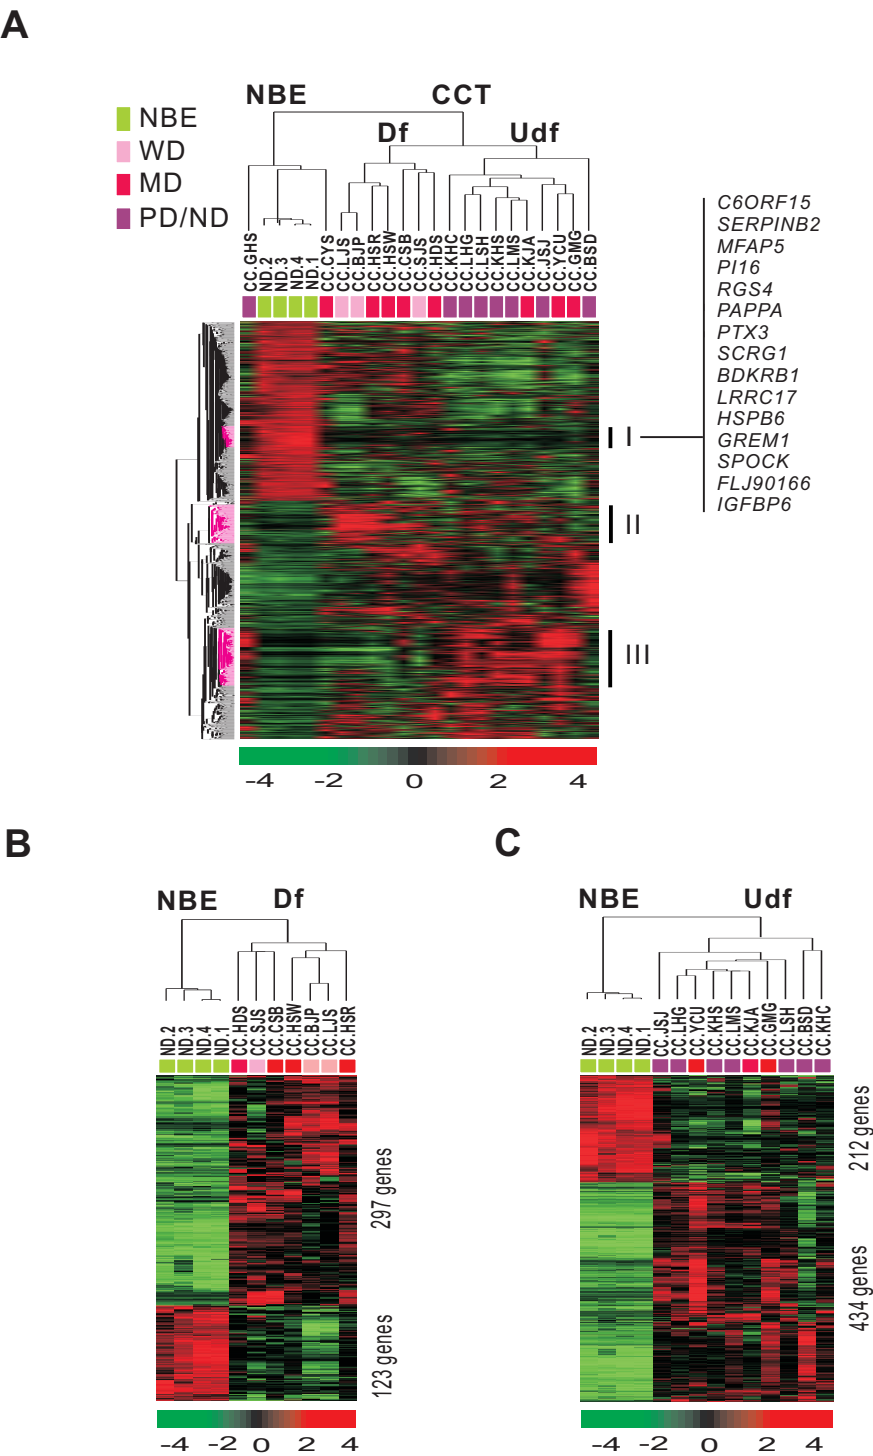 A
NBE CCT
Df Udf
NBE
WD
MD
PD/ND
CC.GHS
ND.2
ND.3
ND.4
ND.1
CC.CYS
CC.LJS
CC.BJP
CC.HSR
CC.HSW
CC.CSB
CC.SJS
CC.HDS
CC.KHC
CC.LHG
CC.LSH
CC.KHS
CC.LMS
CC.KJA
CC.JSJ
CC.YCU
CC.GMG
CC.BSD
C6ORF15
SERPINB2
MFAP5
PI16
RGS4
PAPPA
PTX3
SCRG1
BDKRB1
LRRC17
HSPB6
GREM1
SPOCK
FLJ90166
IGFBP6
I
II
III
-4 -2 0 2 4
B
NBE Df
ND.2
ND.3
ND.4
ND.1
CC.HDS
CC.SJS
CC.CSB
CC.HSW
CC.BJP
CC.LJS
CC.HSR
297 genes
123 genes
-4 -2 0 2 4
C
NBE Udf
ND.2
ND.3
ND.4
ND.1
CC.JSJ
CC.LHG
CC.YCU
CC.KHS
CC.LMS
CC.KJA
CC.GMG
CC.LSH
CC.BSD
CC.KHC
212 genes
434 genes
-4 -2 0 2 4